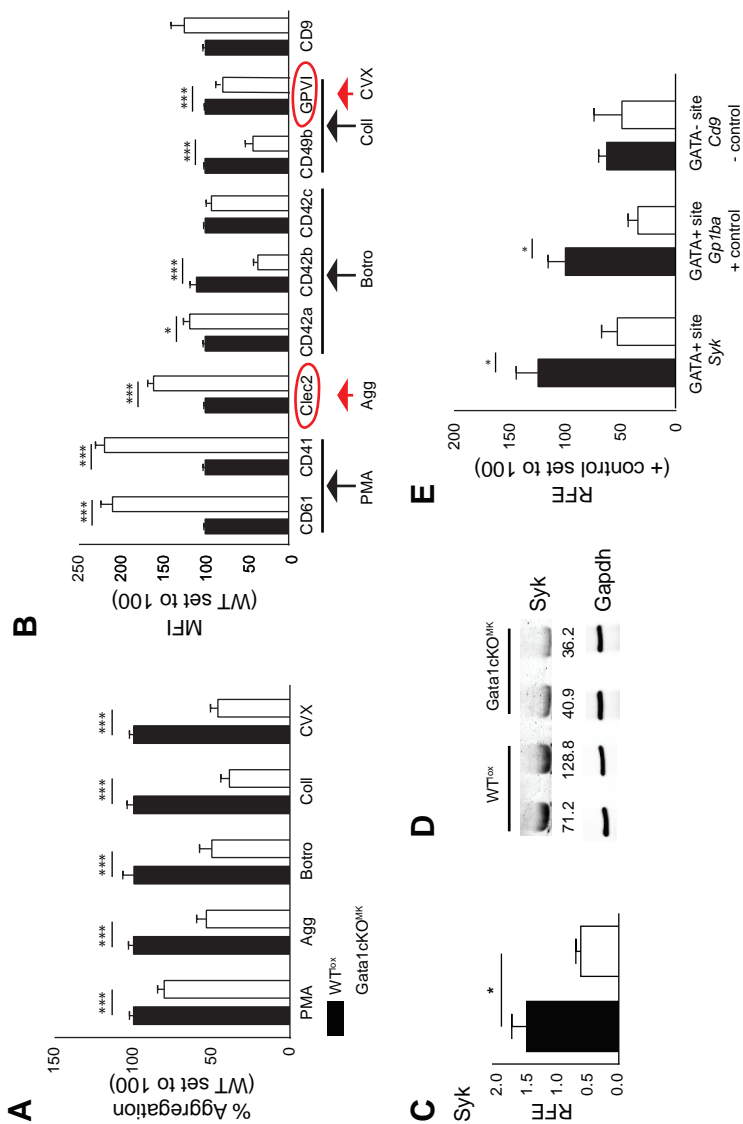 A
% Aggregation
(WT set to 100)
150
100
50
0
***
***
***
***
***
PMA
Agg
Botro
Coll
CVX
WTlox
Gata1cKOMK
B
MFI
(WT set to 100)
250
200
150
100
50
0
***
***
***
*
***
***
***
CD61
CD41
Clec2
CD42a
CD42b
CD42c
CD49b
GPVI
CD9
PMA
Agg
Botro
Coll
CVX
C
Syk
RFE
2.0
1.5
1.0
0.5
0.0
*
D
WTlox
Gata1cKOMK
Syk
71.2 128.8 40.9 36.2
Gapdh
E
RFE
(+ control set to 100)
200
150
100
50
0
*
*
GATA+ site
Syk
GATA+ site
Gp1ba
+ control
GATA- site
Cd9
- control